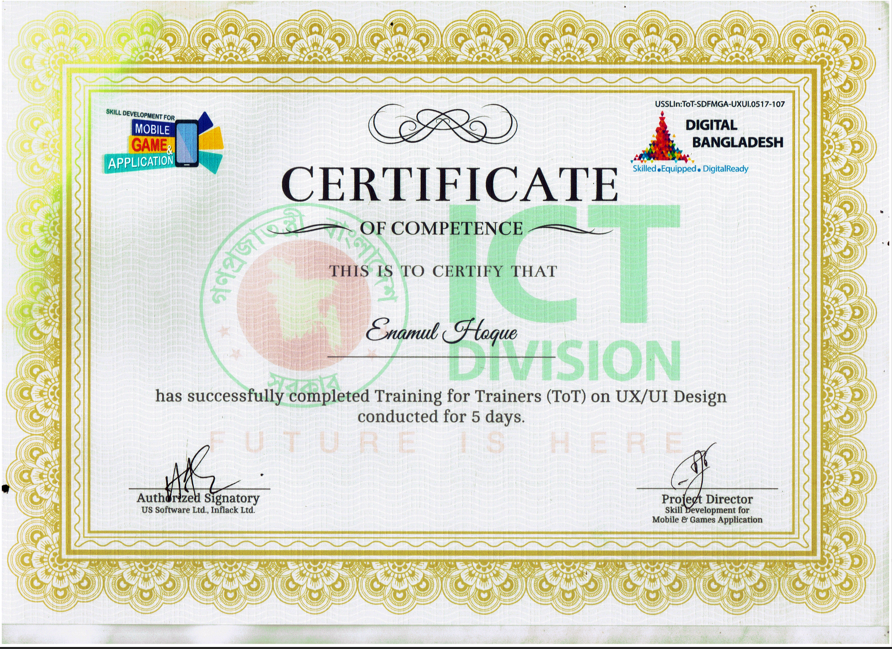 SKILL DEVELOPMENT FOR
MOBILE
GAME &
APPLICATION
USSLIn:ToT-SDFMGA-UXUI.0517-107
DIGITAL
BANGLADESH
Skilled Equipped DigitalReady
CERTIFICATE
OF COMPETENCE
THIS IS TO CERTIFY THAT
গণপ্রজাতন্ত্রী বাংলাদেশ
সরকার
ICT
DIVISION
Enamul Hoque
has successfully completed Training for Trainers (ToT) on UX/UI Design
conducted for 5 days.
FUTURE IS HERE
Authorized Signatory
US Software Ltd., Inflack Ltd.
Project Director
Skill Development for
Mobile & Games Application